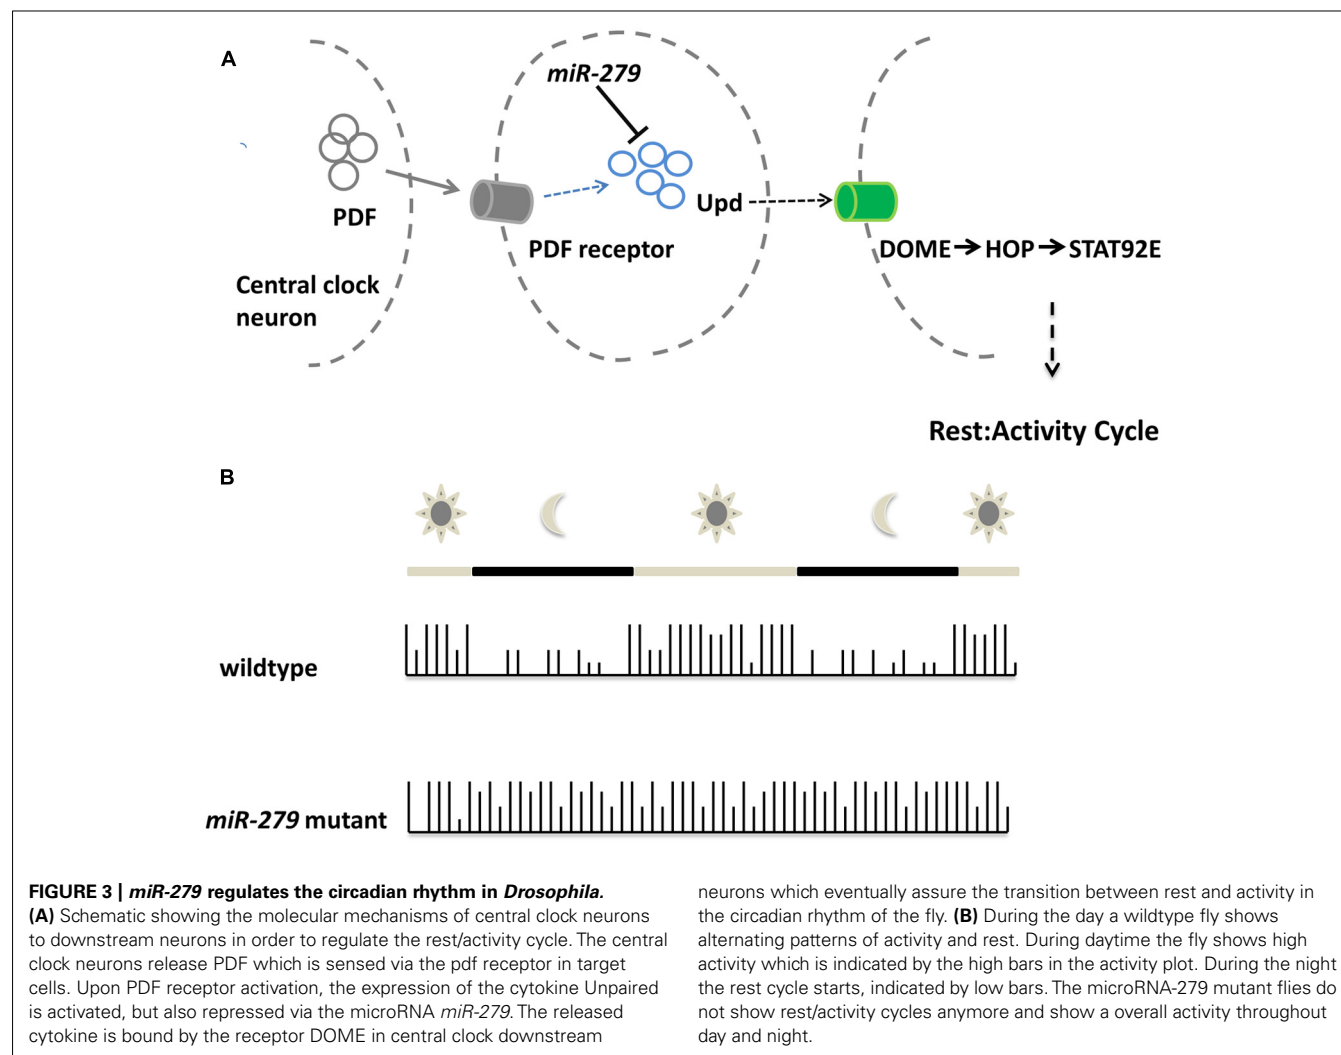 A
miR-279
PDF
Upd
PDF receptor
DOME HOP STAT92E
Central clock
neuron
Rest:Activity Cycle
B
wildtype
miR-279 mutant
FIGURE 3 | miR-279 regulates the circadian rhythm in Drosophila.
(A) Schematic showing the molecular mechanisms of central clock neurons
to downstream neurons in order to regulate the rest/activity cycle. The central
clock neurons release PDF which is sensed via the pdf receptor in target
cells. Upon PDF receptor activation, the expression of the cytokine Unpaired
is activated, but also repressed via the microRNA miR-279. The released
cytokine is bound by the receptor DOME in central clock downstream
neurons which eventually assure the transition between rest and activity in
the circadian rhythm of the fly. (B) During the day a wildtype fly shows
alternating patterns of activity and rest. During daytime the fly shows high
activity which is indicated by the high bars in the activity plot. During the night
the rest cycle starts, indicated by low bars. The microRNA-279 mutant flies do
not show rest/activity cycles anymore and show a overall activity throughout
day and night.